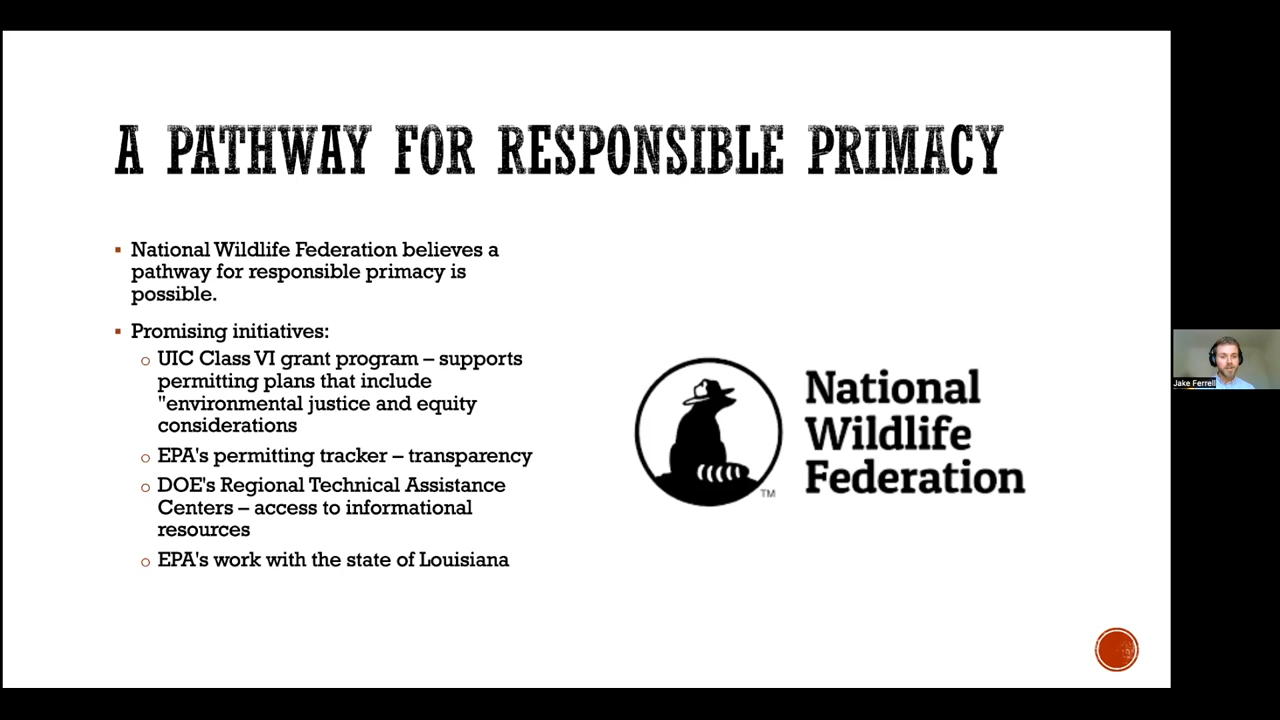 A PATHWAY FOR RESPONSIBLE PRIMACY
▪ National Wildlife Federation believes a
pathway for responsible primacy is
possible.
▪ Promising initiatives:
o UIC Class VI grant program – supports
permitting plans that include
"environmental justice and equity
considerations
o EPA's permitting tracker – transparency
o DOE's Regional Technical Assistance
Centers – access to informational
resources
o EPA's work with the state of Louisiana
National
Wildlife
Federation
TM
Jake Ferrell